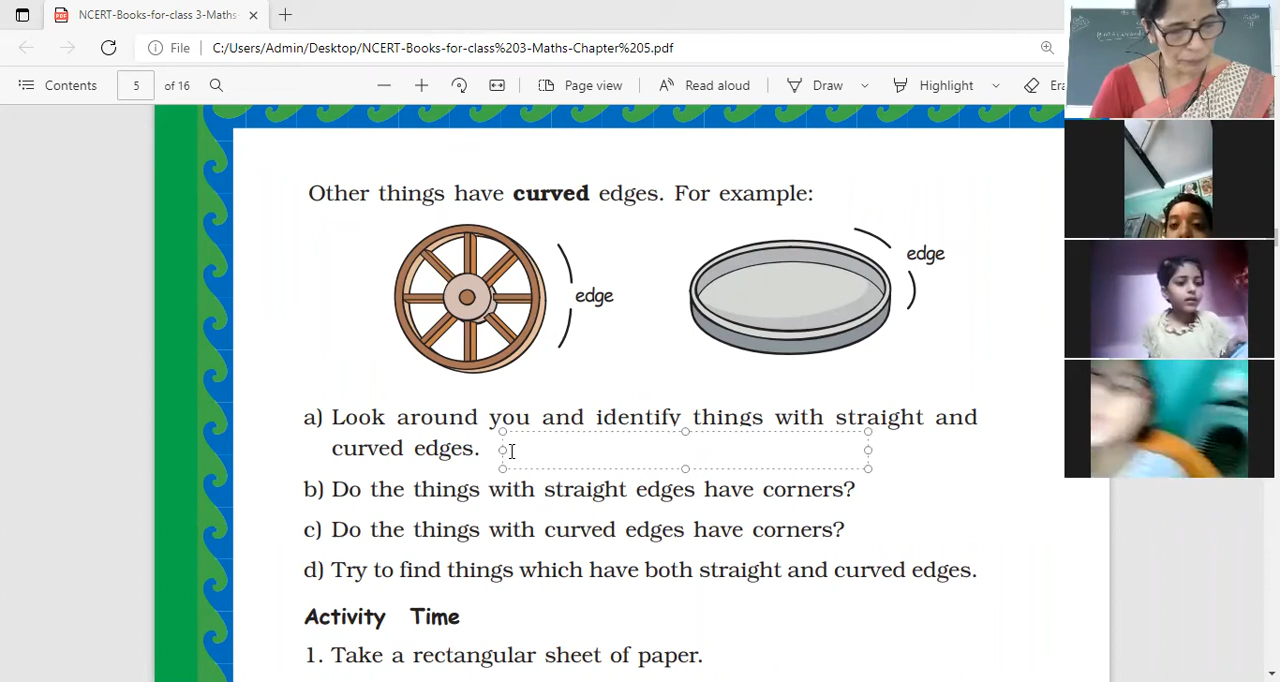 NCERT-Books-for-class 3-Maths-
File C:/Users/Admin/Desktop/NCERT-Books-for-class%203-Maths-Chapter%205.pdf
Contents 5 of 16 Page view Read aloud Draw Highlight Era
Other things have curved edges. For example:
edge
edge
a) Look around you and identify things with straight and
curved edges.
b) Do the things with straight edges have corners?
c) Do the things with curved edges have corners?
d) Try to find things which have both straight and curved edges.
Activity Time
1. Take a rectangular sheet of paper.